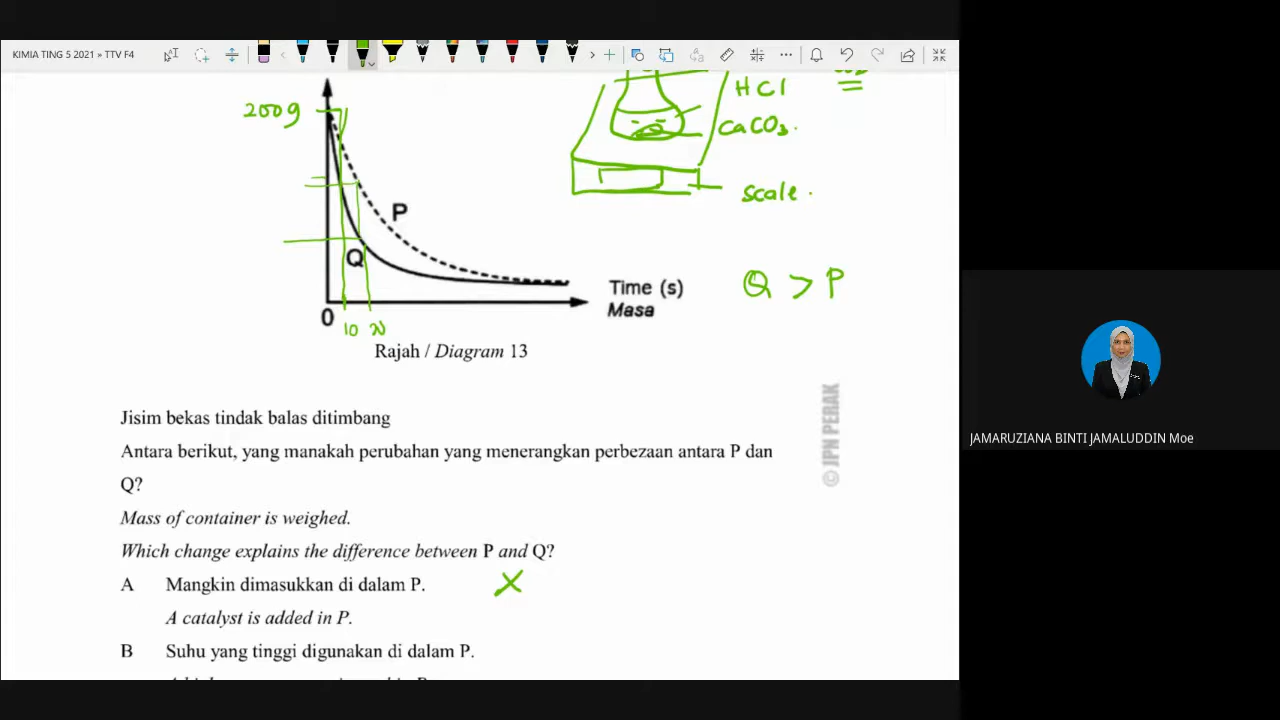 KIMIA TING 5 2021 » TTV F4
HCl
200g
CaCO₃.
scale.
P
Q
Time (s)
Q > P
Masa
0
10 20
Rajah / Diagram 13
Jisim bekas tindak balas ditimbang
Antara berikut, yang manakah perubahan yang menerangkan perbezaan antara P dan
Q?
Mass of container is weighed.
Which change explains the difference between P and Q?
A Mangkin dimasukkan di dalam P. X
A catalyst is added in P.
B Suhu yang tinggi digunakan di dalam P.
© JPN PERAK
JAMARUZIANA BINTI JAMALUDDIN Moe